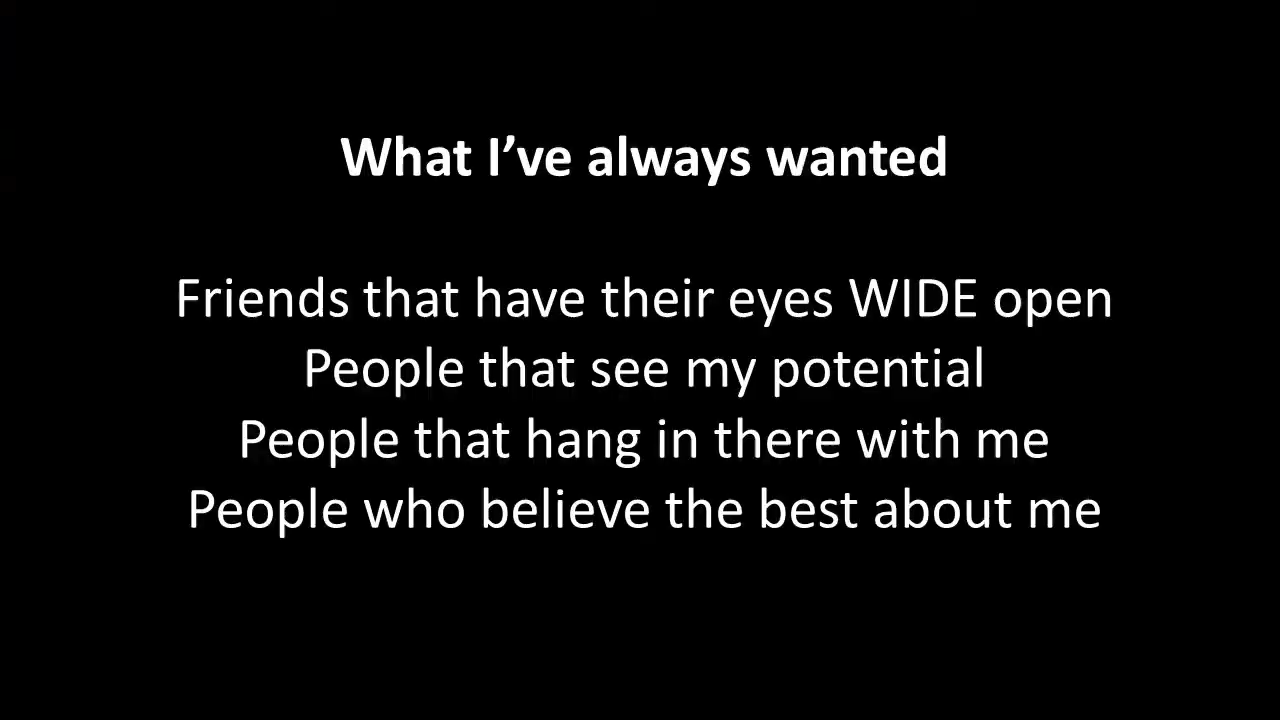 What I’ve always wanted
Friends that have their eyes WIDE open
People that see my potential
People that hang in there with me
People who believe the best about me